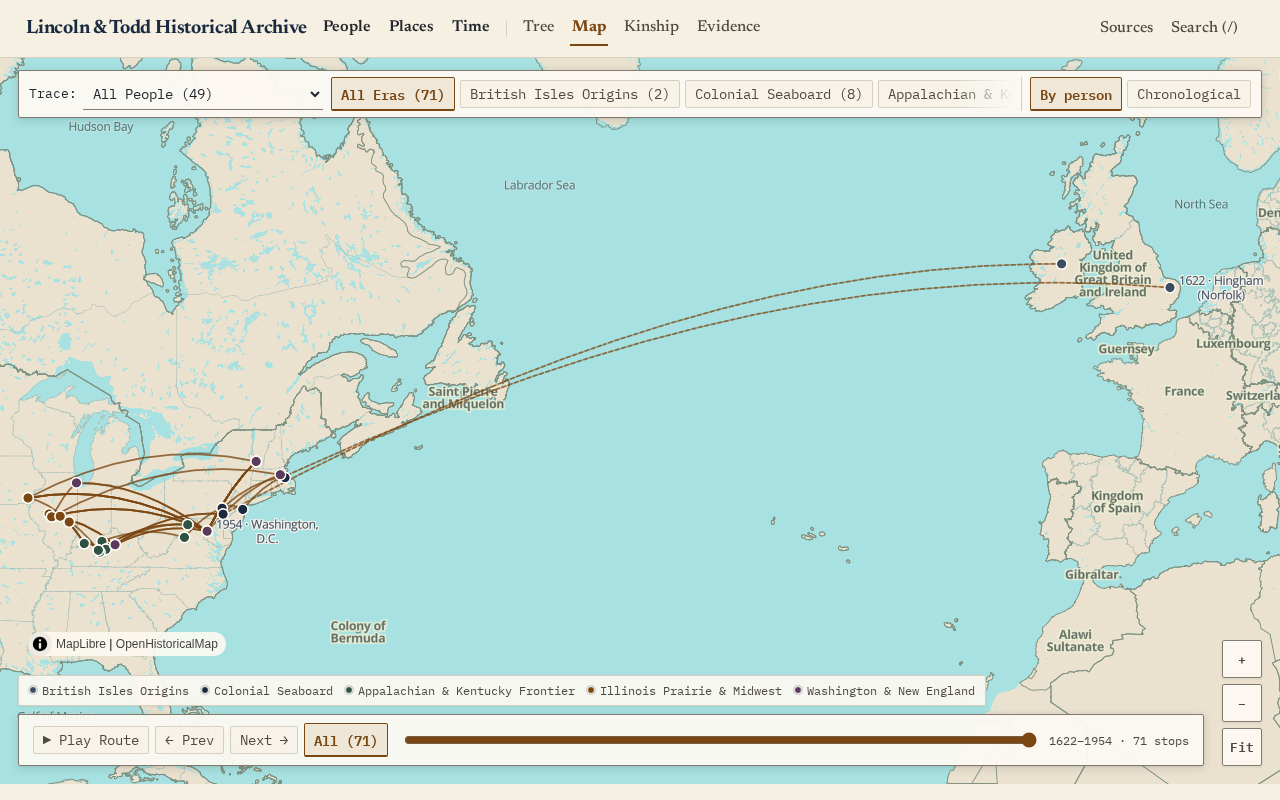 Lincoln & Todd Historical Archive People Places Time Tree Map Kinship Evidence Sources Search (/)
Trace: All People (49) All Eras (71) British Isles Origins (2) Colonial Seaboard (8) Appalachian & By person Chronological
Hudson Bay
Labrador Sea
North Sea
United
Kingdom of
Great Britain
and Ireland
1622 · Hingham
(Norfolk)
Guernsey
Luxembourg
France
Saint Pierre
and Miquelon
Kingdom
of Spain
1954 · Washington,
D.C.
Gibraltar
Colony of
Bermuda
Alawi
Sultanate
MapLibre | OpenHistoricalMap
British Isles Origins Colonial Seaboard Appalachian & Kentucky Frontier Illinois Prairie & Midwest Washington & New England
▶ Play Route ← Prev Next → All (71) 1622–1954 · 71 stops
+
−
Fit